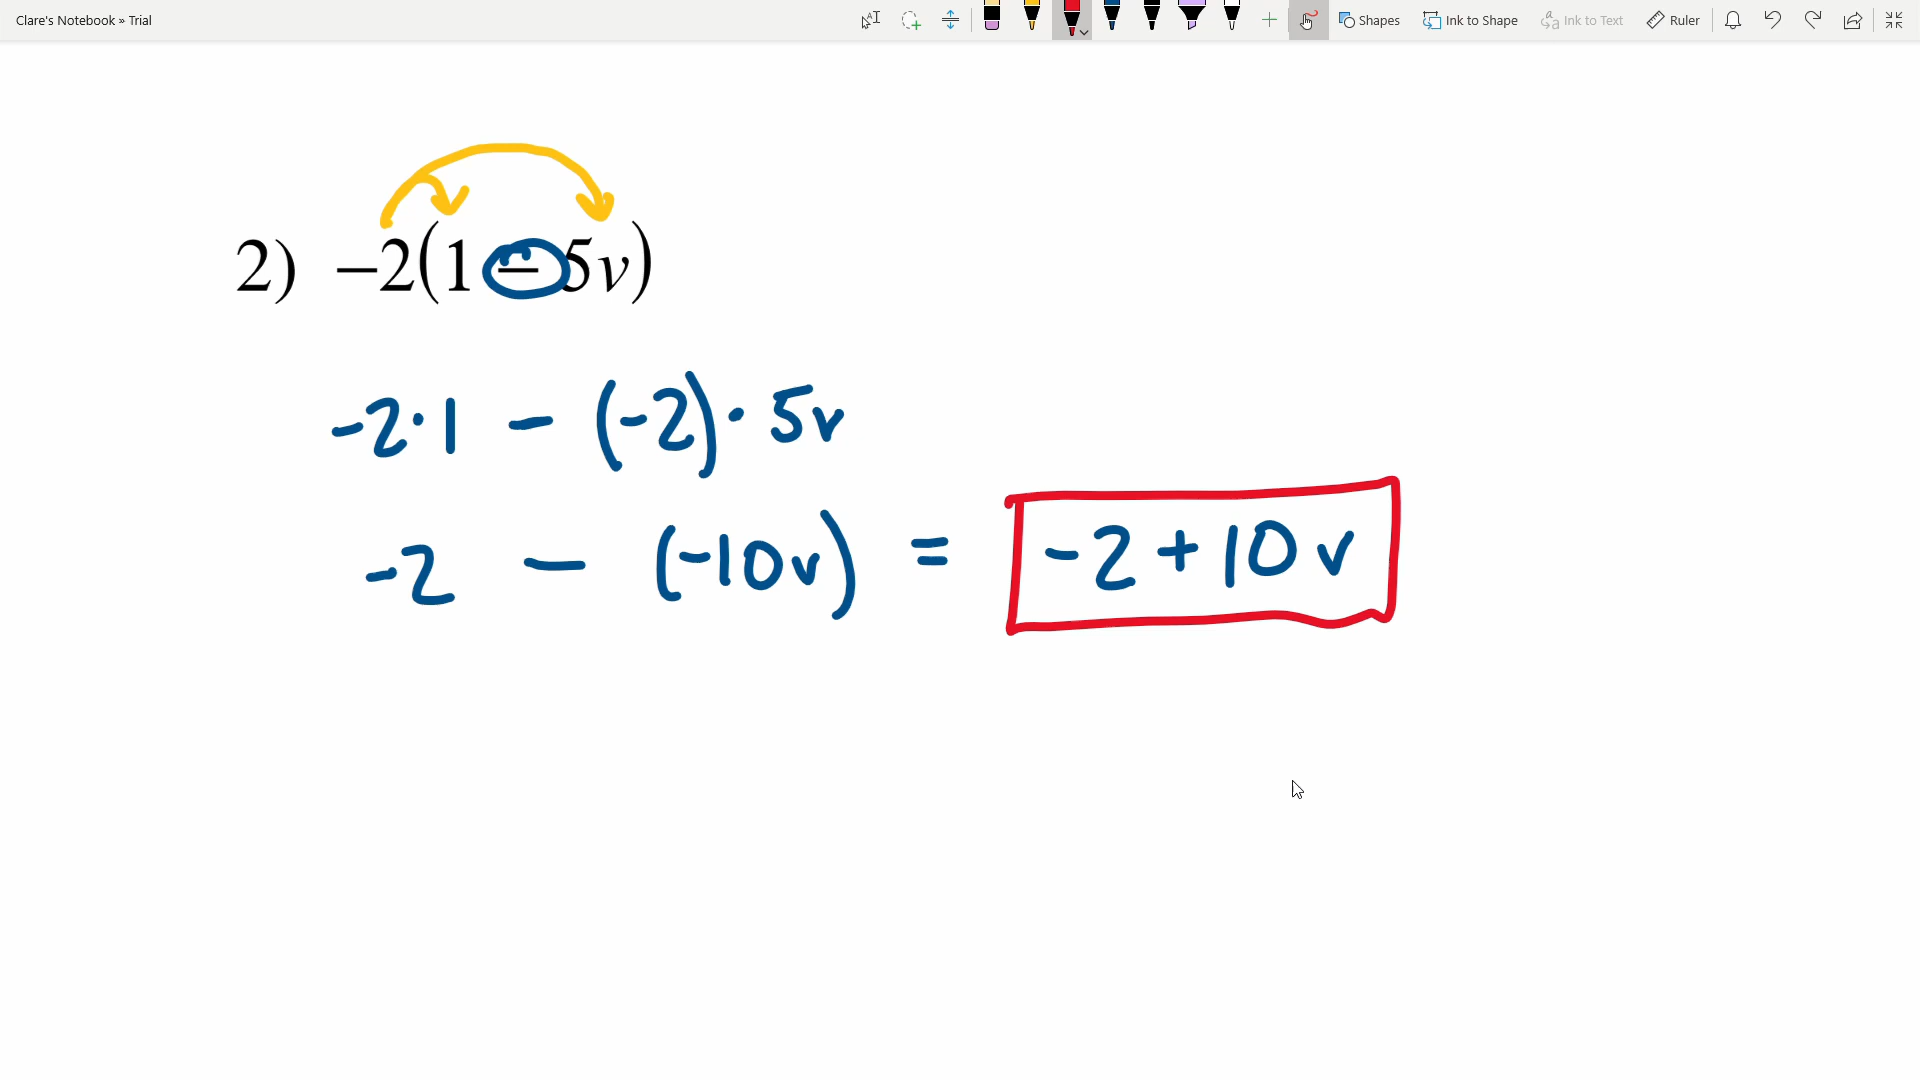 Clare's Notebook » Trial
Shapes Ink to Shape Ink to Text Ruler
2) −2(1 − 5v)
-2·1 - (-2)·5v
-2 - (-10v) = -2+10v